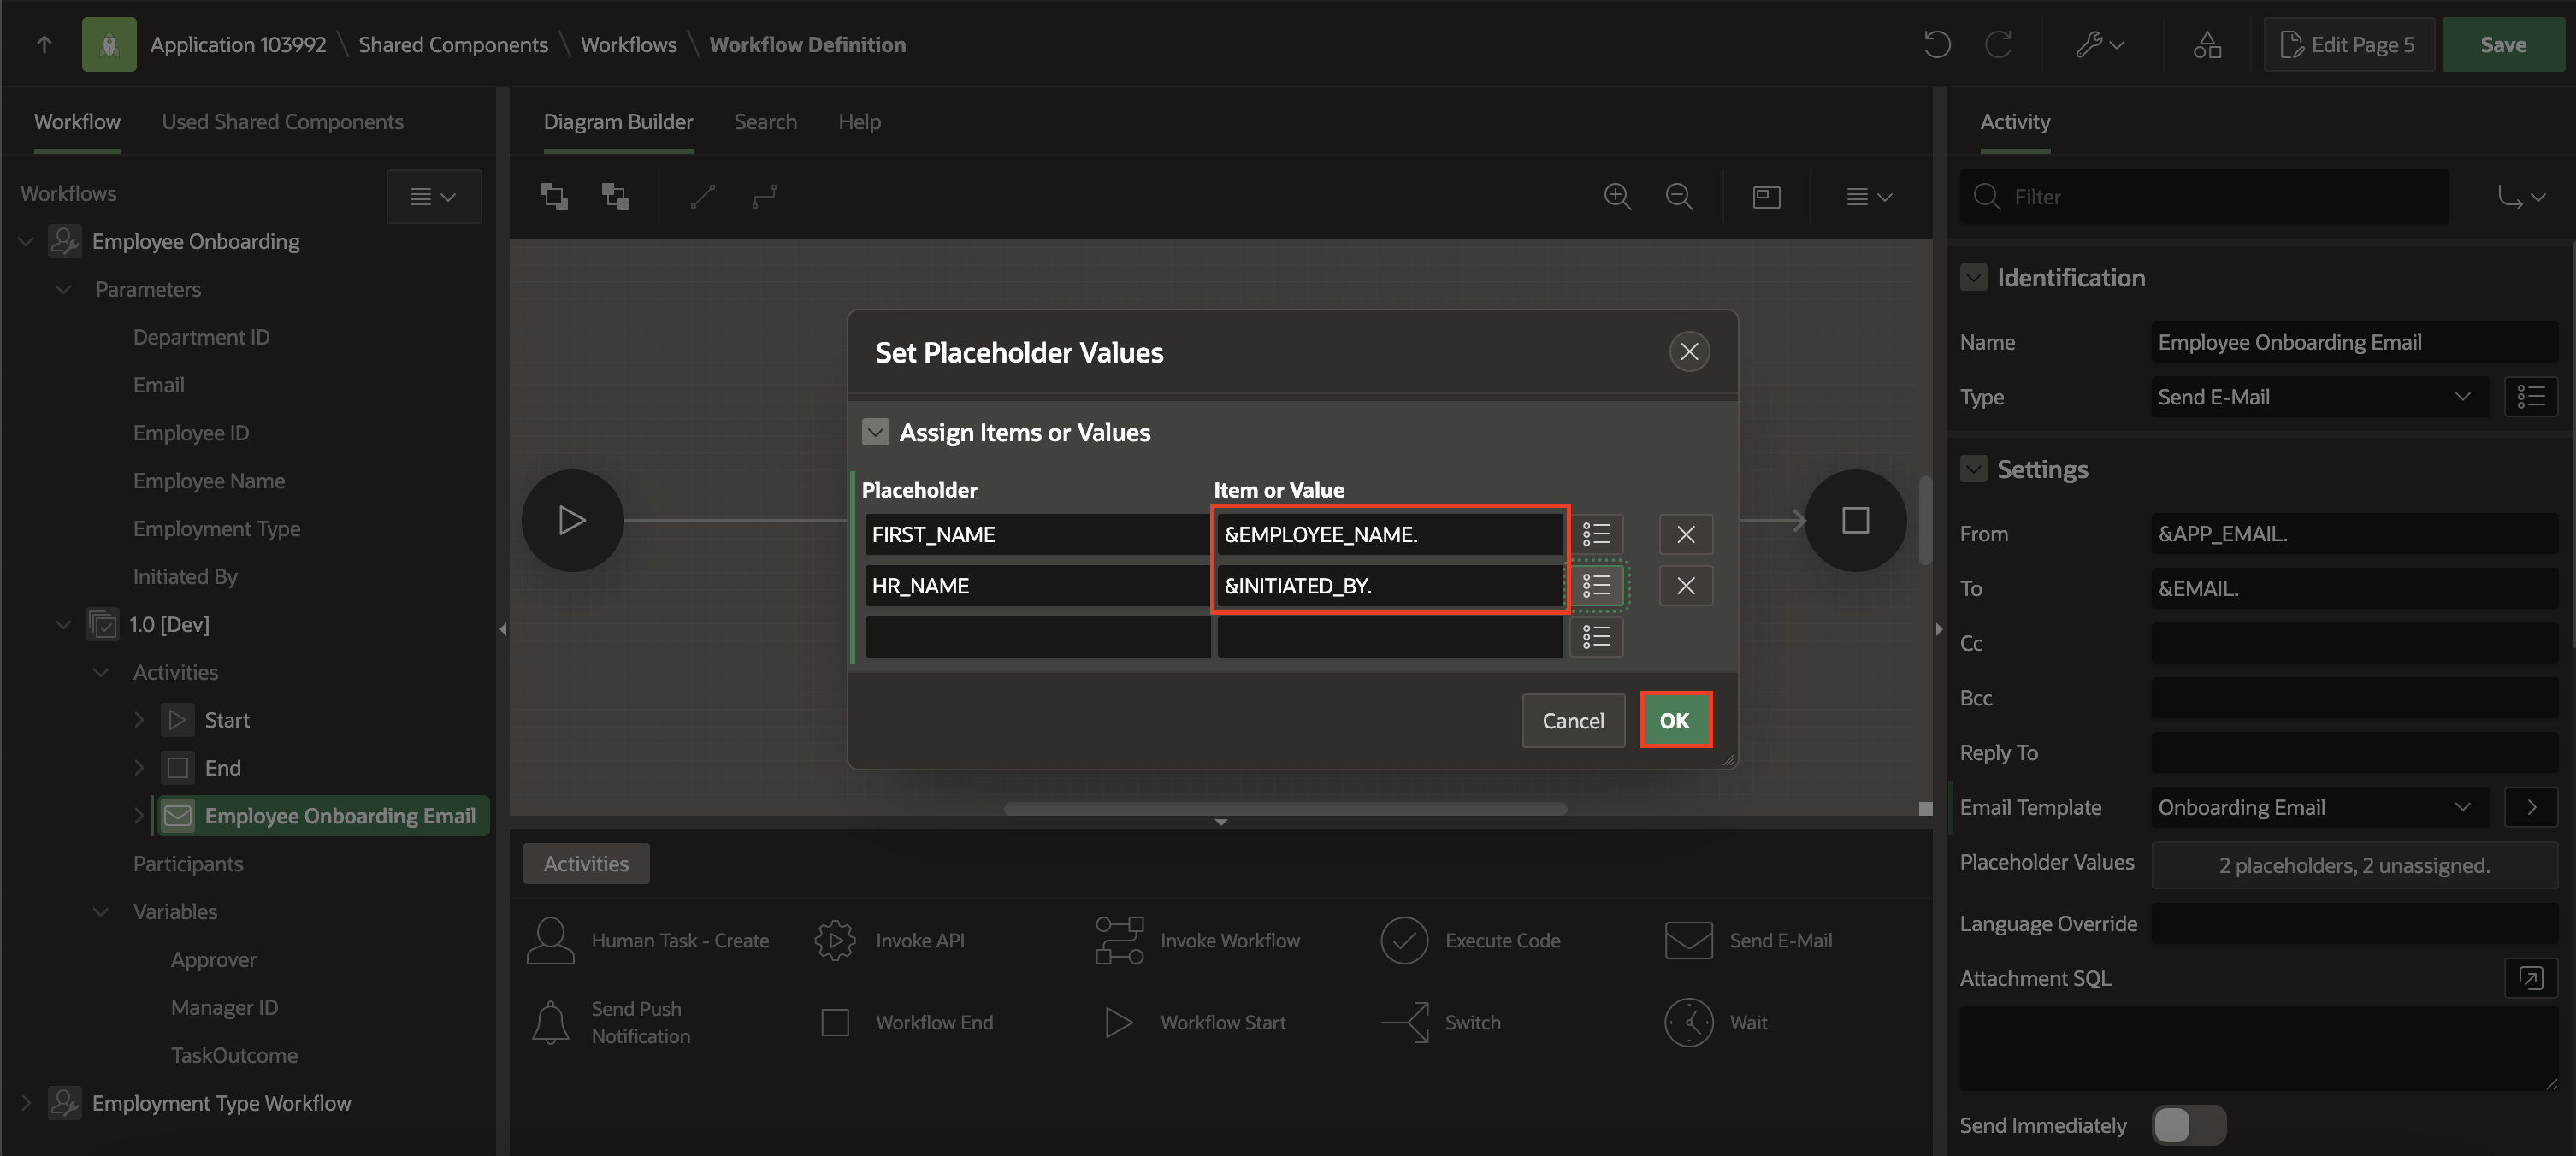 Application 103992 \ Shared Components \ Workflows \ Workflow Definition
Edit Page 5
Save
Workflow
Used Shared Components
Workflows
Employee Onboarding
Parameters
Department ID
Email
Employee ID
Employee Name
Employment Type
Initiated By
1.0 [Dev]
Activities
Start
End
Employee Onboarding Email
Participants
Variables
Approver
Manager ID
TaskOutcome
Employment Type Workflow
Diagram Builder
Search
Help
Set Placeholder Values
Assign Items or Values
Placeholder
Item or Value
FIRST_NAME
&EMPLOYEE_NAME.
HR_NAME
&INITIATED_BY.
Cancel
OK
Activities
Human Task - Create
Invoke API
Invoke Workflow
Execute Code
Send E-Mail
Send Push
Notification
Workflow End
Workflow Start
Switch
Wait
Activity
Filter
Identification
Name
Employee Onboarding Email
Type
Send E-Mail
Settings
From
&APP_EMAIL.
To
&EMAIL.
Cc
Bcc
Reply To
Email Template
Onboarding Email
Placeholder Values
2 placeholders, 2 unassigned.
Language Override
Attachment SQL
Send Immediately